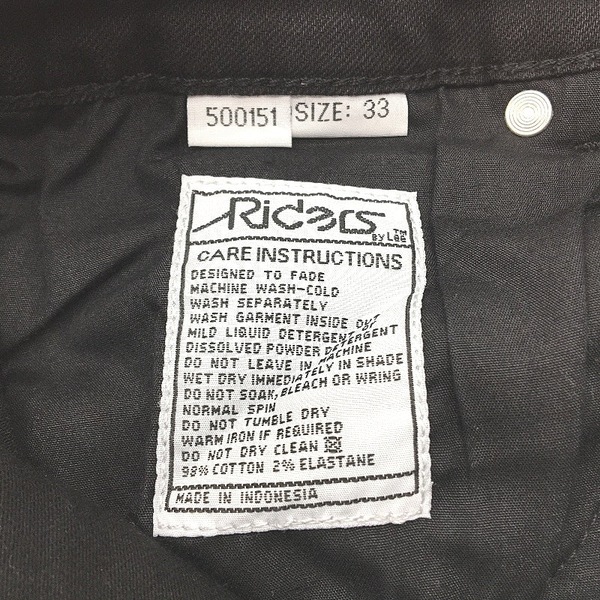 500151 SIZE: 33
Riders™
BY Lee
CARE INSTRUCTIONS
DESIGNED TO FADE
MACHINE WASH-COLD
WASH SEPARATELY
WASH GARMENT INSIDE OUT
MILD LIQUID DETERGENT OR
DISSOLVED POWDER DETERGENT
DO NOT LEAVE IN MACHINE
WET DRY IMMEDIATELY IN SHADE
DO NOT SOAK, BLEACH OR WRING
NORMAL SPIN
DO NOT TUMBLE DRY
WARM IRON IF REQUIRED
DO NOT DRY CLEAN
98% COTTON 2% ELASTANE
MADE IN INDONESIA